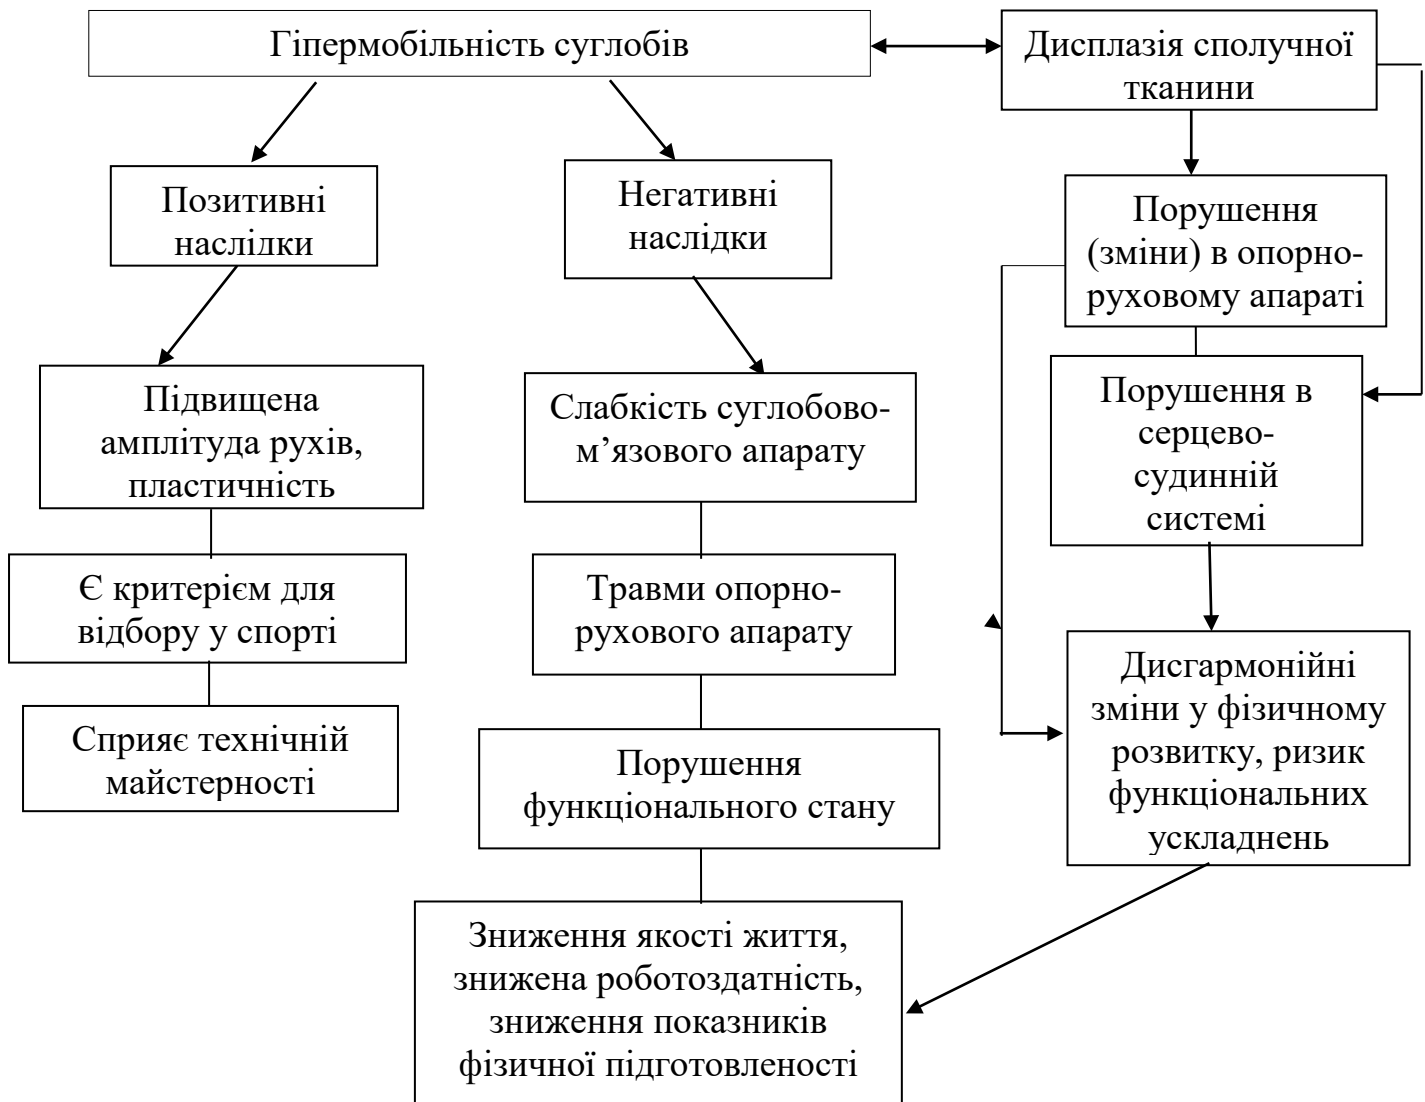 Гіпермобільність суглобів
Дисплазія сполучної
тканини
Позитивні
наслідки
Негативні
наслідки
Порушення
(зміни) в опорно-
руховому апараті
Підвищена
амплітуда рухів,
пластичність
Слабкість суглобово-
м’язового апарату
Порушення в
серцево-
судинній
системі
Є критерієм для
відбору у спорті
Травми опорно-
рухового апарату
Дисгармонійні
зміни у фізичному
розвитку, ризик
функціональних
ускладнень
Сприяє технічній
майстерності
Порушення
функціонального стану
Зниження якості життя,
знижена роботоздатність,
зниження показників
фізичної підготовленості